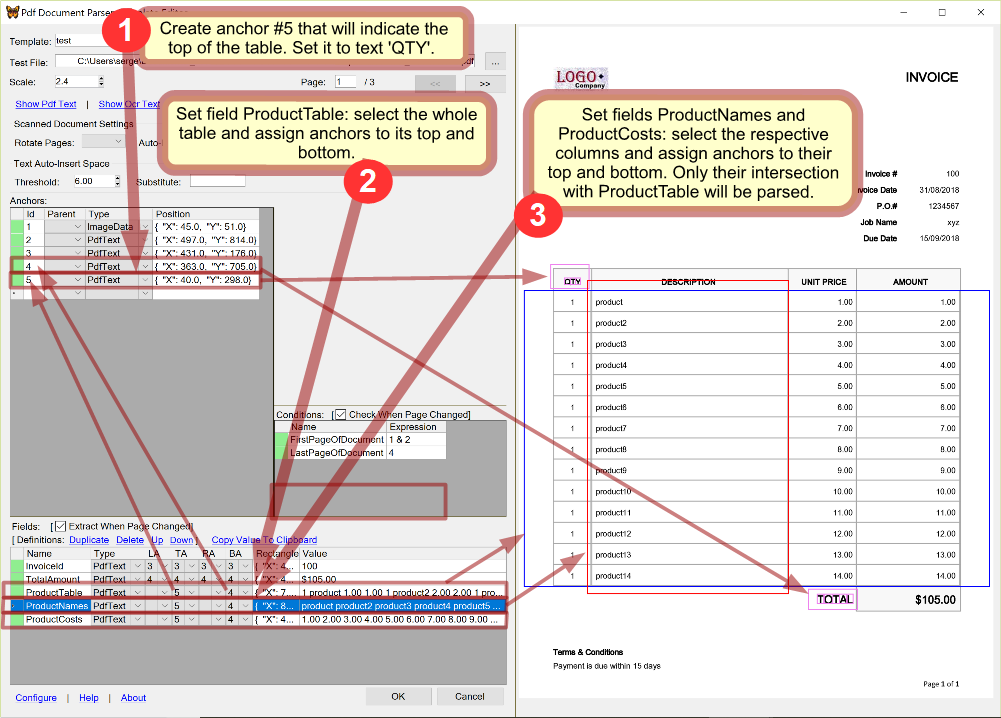 Pdf Document Parser
1
Create anchor #5 that will indicate the
top of the table. Set it to text 'QTY'.
Template: test
Test File: C:\Users\serge
...
Scale: 2.4
Page: 1 / 3
<< >>
Show Pdf Text | Show Ocr Text
Set field ProductTable: select the whole
table and assign anchors to its top and
bottom.
2
Scanned Document Settings
Rotate Pages: Auto-
Text Auto-Insert Space
Threshold: 6.00 Substitute:
Anchors:
Id Parent Type Position
1 ImageData { "X": 45.0, "Y": 51.0}
2 PdfText { "X": 497.0, "Y": 814.0}
3 PdfText { "X": 431.0, "Y": 176.0}
4 PdfText { "X": 363.0, "Y": 705.0}
5 PdfText { "X": 40.0, "Y": 298.0}
Conditions: [ Check When Page Changed]
Name Expression
FirstPageOfDocument 1 & 2
LastPageOfDocument 4
Fields: [ Extract When Page Changed]
[ Definitions: Duplicate Delete Up Down ] Copy Value To Clipboard
Name Type LA TA RA BA Rectangle Value
InvoiceId PdfText 3 3 3 3 { "X": 4... 100
TotalAmount PdfText 4 4 4 4 { "X": 4... $105.00
ProductTable PdfText 5 4 { "X": 7... 1 product 1.00 1.00 1 product2 2.00 2.00 1 pro...
ProductNames PdfText 5 4 { "X": 8... product product2 product3 product4 product5 ...
ProductCosts PdfText 5 4 { "X": 4... 1.00 2.00 3.00 4.00 5.00 6.00 7.00 8.00 9.00 ...
Configure | Help | About
OK Cancel
LOGO
Company
INVOICE
Set fields ProductNames and
ProductCosts: select the respective
columns and assign anchors to their
top and bottom. Only their intersection
with ProductTable will be parsed.
3
Invoice # 100
Invoice Date 31/08/2018
P.O.# 1234567
Job Name xyz
Due Date 15/09/2018
QTY DESCRIPTION UNIT PRICE AMOUNT
1 product 1.00 1.00
1 product2 2.00 2.00
1 product3 3.00 3.00
1 product4 4.00 4.00
1 product5 5.00 5.00
1 product6 6.00 6.00
1 product7 7.00 7.00
1 product8 8.00 8.00
1 product9 9.00 9.00
1 product10 10.00 10.00
1 product11 11.00 11.00
1 product12 12.00 12.00
1 product13 13.00 13.00
1 product14 14.00 14.00
TOTAL $105.00
Terms & Conditions
Payment is due within 15 days
Page 1 of 1